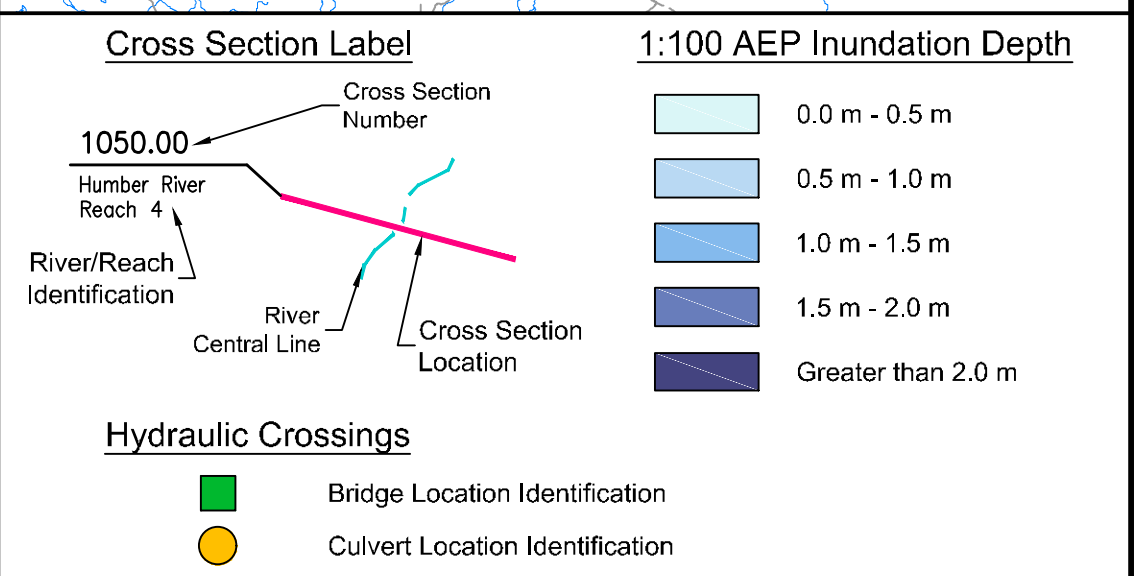 Cross Section Label
Cross Section
Number
1050.00
Humber River
Reach 4
River/Reach
Identification
River
Central Line
Cross Section
Location
1:100 AEP Inundation Depth
0.0 m - 0.5 m
0.5 m - 1.0 m
1.0 m - 1.5 m
1.5 m - 2.0 m
Greater than 2.0 m
Hydraulic Crossings
Bridge Location Identification
Culvert Location Identification